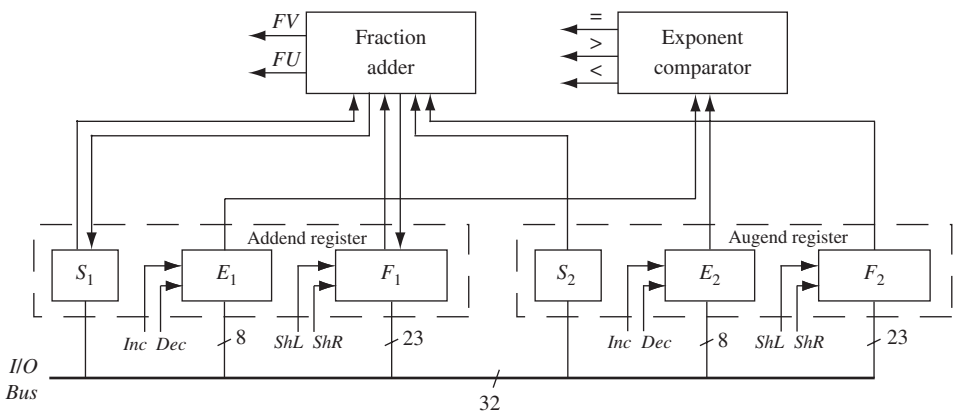 FV
FU
Fraction
adder
=
>
<
Exponent
comparator
Addend register
Augend register
S1
E1
F1
S2
E2
F2
Inc Dec
8
ShL ShR
23
Inc Dec
8
ShL ShR
23
I/O
Bus
32